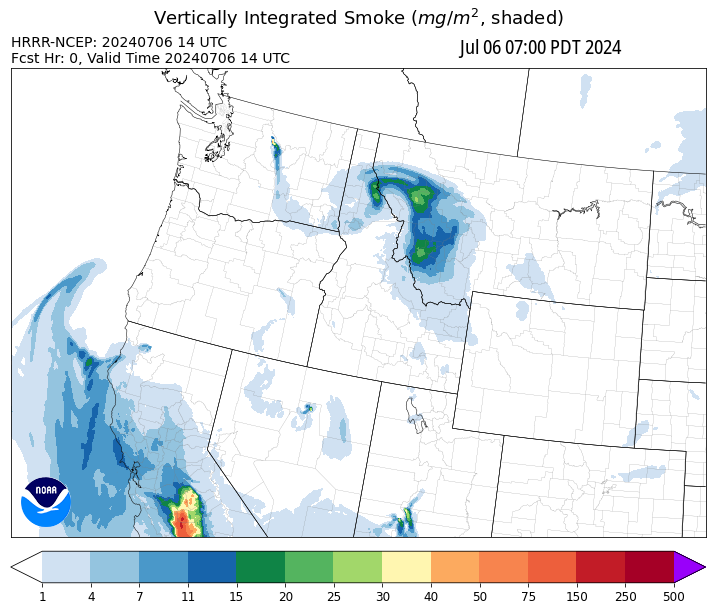 Vertically Integrated Smoke (mg/m², shaded)
HRRR-NCEP: 20240706 14 UTC
Fcst Hr: 0, Valid Time 20240706 14 UTC
Jul 06 07:00 PDT 2024
NOAA
1 4 7 11 15 20 25 30 40 50 75 150 250 500